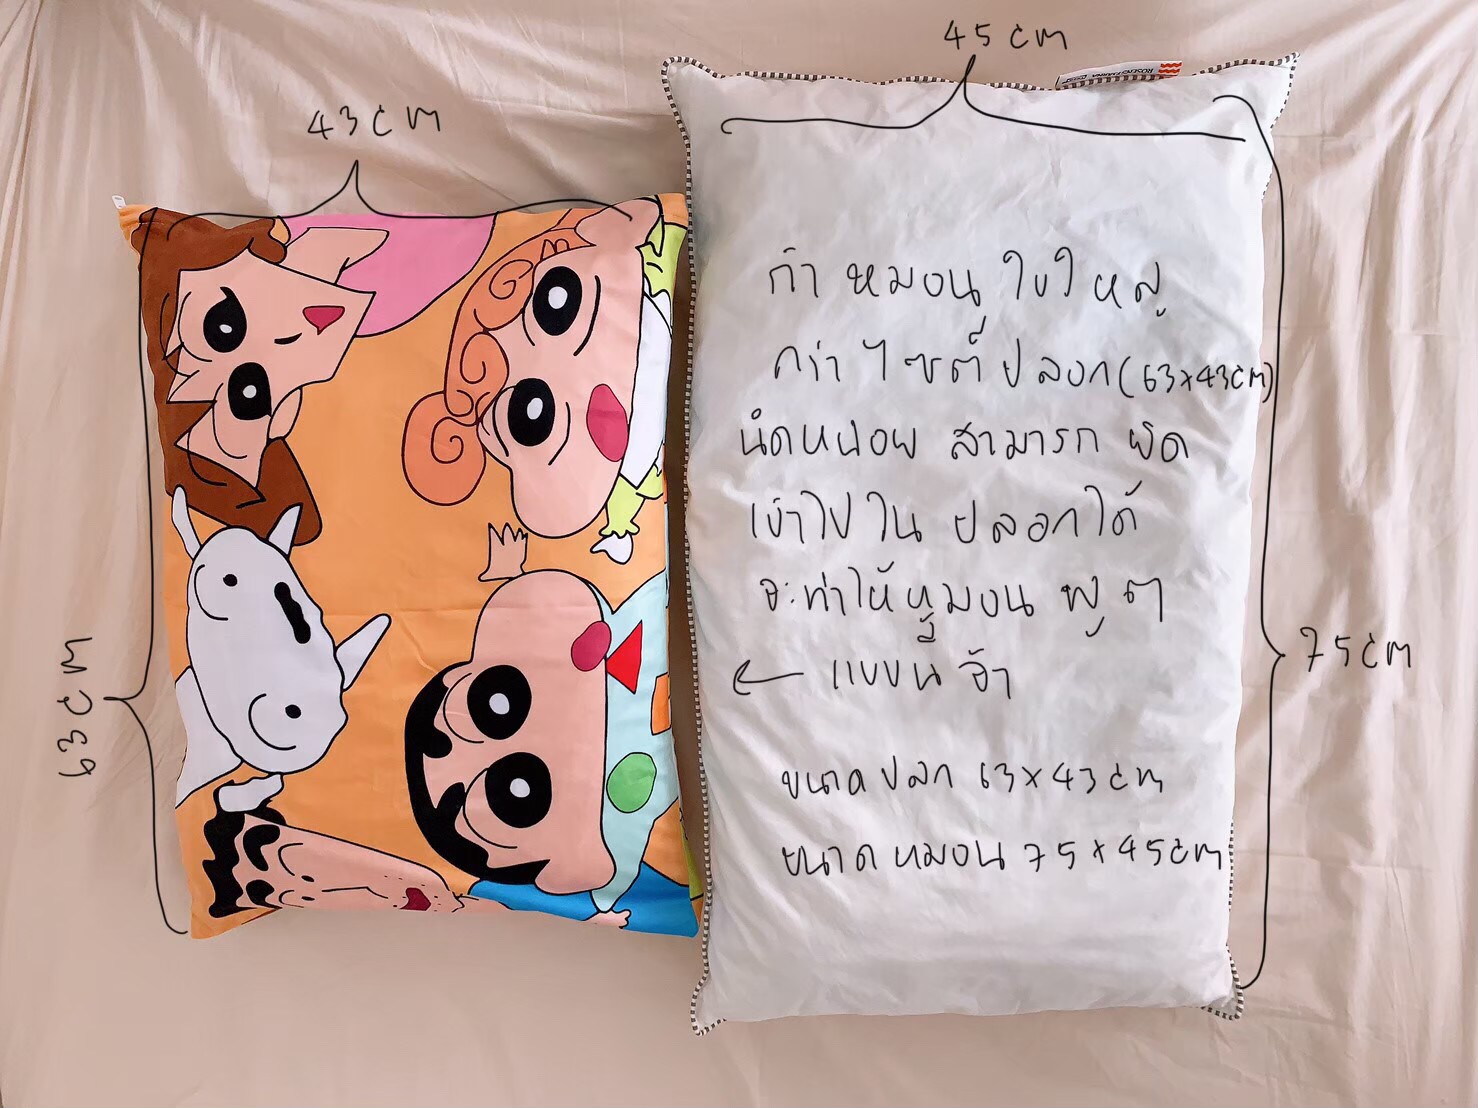 43 cm
45 cm
63 cm
75 cm
ถ้า หมอน ใบใหญ่
กว่า ไซต์ ปลอก (63x43cm)
นิดหน่อย สามารถ ยัด
เข้าไปใน ปลอกได้
จะทำให้หมอน ฟู ๆ
← แบบนี้ จ้า
ขนาด ปลอก 63x43cm
ขนาด หมอน 75x45cm